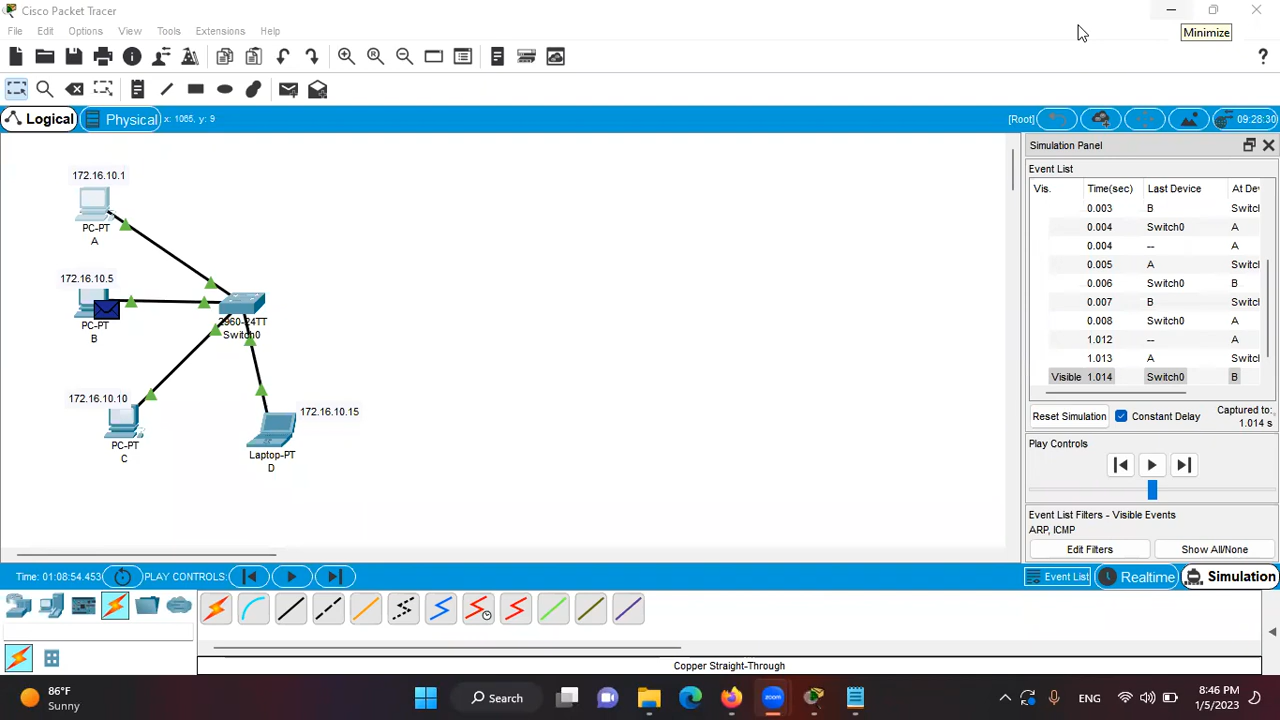 Cisco Packet Tracer
Minimize
File Edit Options View Tools Extensions Help
Logical Physical x: 1065, y: 9 [Root] 09:28:30
Simulation Panel
Event List
Vis. Time(sec) Last Device At De
0.003 B Switc
0.004 Switch0 A
0.004 -- A
0.005 A Switc
0.006 Switch0 B
0.007 B Switc
0.008 Switch0 A
1.012 -- A
1.013 A Switc
Visible 1.014 Switch0 B
Reset Simulation Constant Delay Captured to:
1.014 s
Play Controls
Event List Filters - Visible Events
ARP, ICMP
Edit Filters Show All/None
172.16.10.1
PC-PT
A
172.16.10.5
PC-PT
B
2960-24TT
Switch0
172.16.10.10
PC-PT
C
172.16.10.15
Laptop-PT
D
Time: 01:08:54.453 PLAY CONTROLS: Event List Realtime Simulation
Copper Straight-Through
86°F
Sunny
Search
zoom
ENG
8:46 PM
1/5/2023